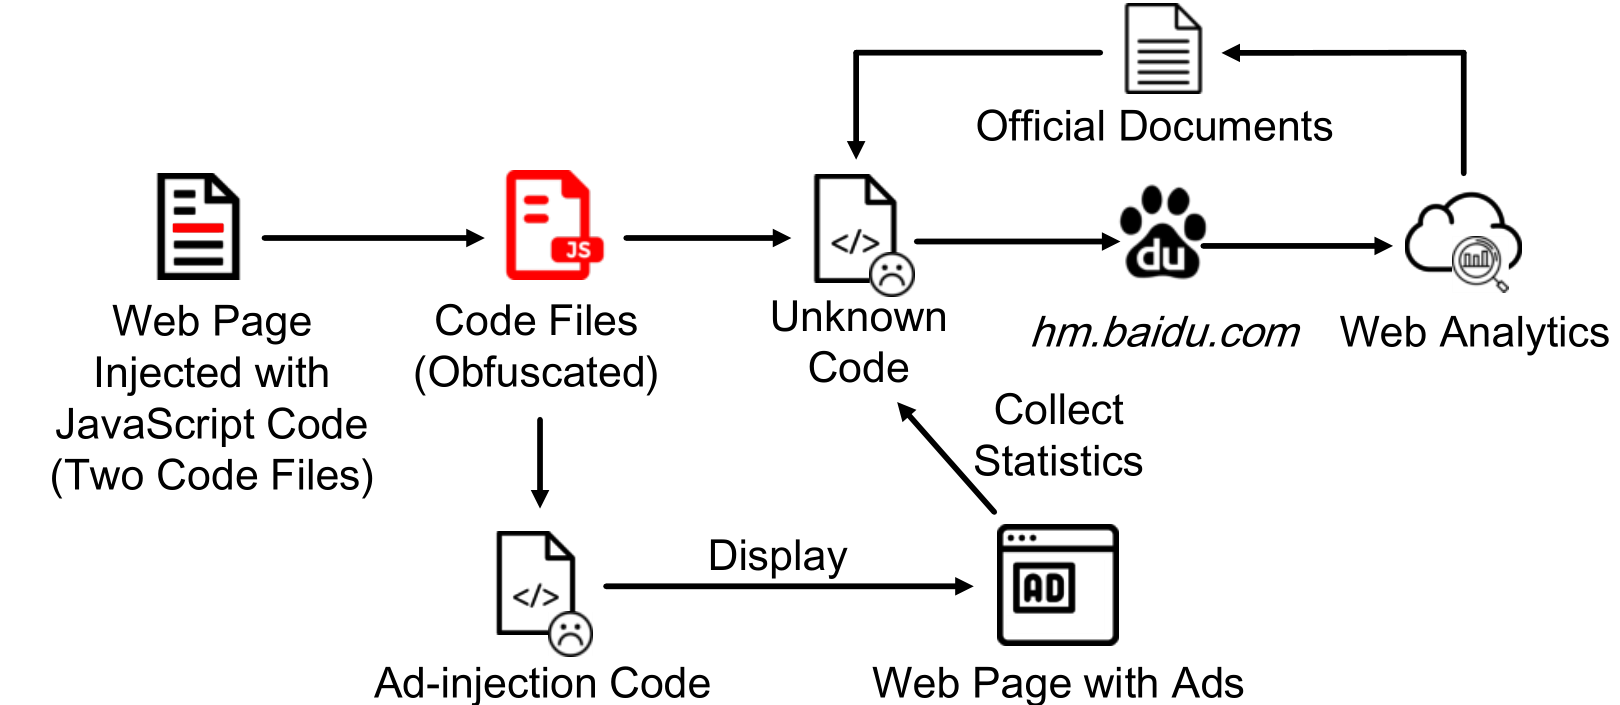 Official Documents
</>
JS
</>
du
Web Page
Injected with
JavaScript Code
(Two Code Files)
Code Files
(Obfuscated)
Unknown
Code
hm.baidu.com
Web Analytics
Collect
Statistics
Display
</>
AD
Ad-injection Code
Web Page with Ads